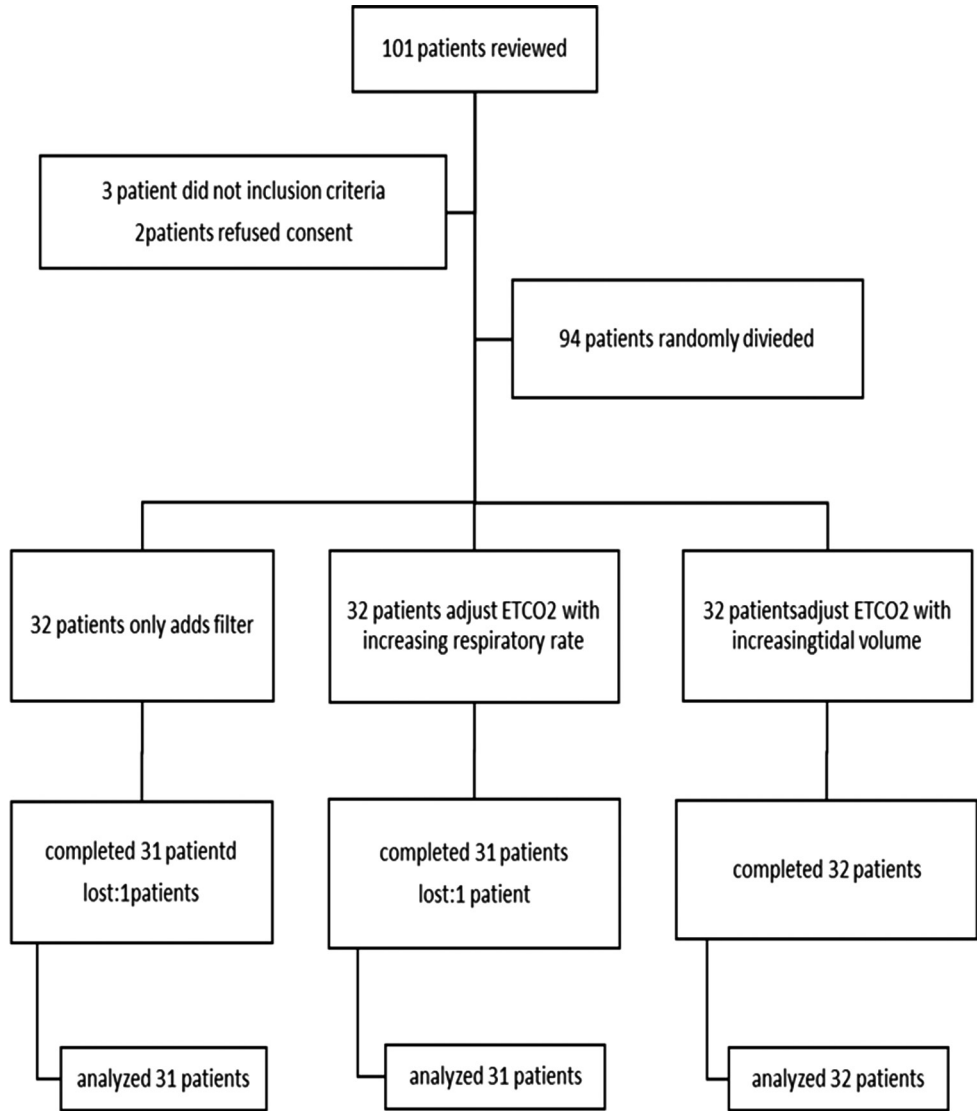 101 patients reviewed
3 patient did not inclusion criteria
2patients refused consent
94 patients randomly divieded
32 patients only adds filter
32 patients adjust ETCO2 with
increasing respiratory rate
32 patientsadjust ETCO2 with
increasingtidal volume
completed 31 patientd
lost:1patients
completed 31 patients
lost:1 patient
completed 32 patients
analyzed 31 patients
analyzed 31 patients
analyzed 32 patients